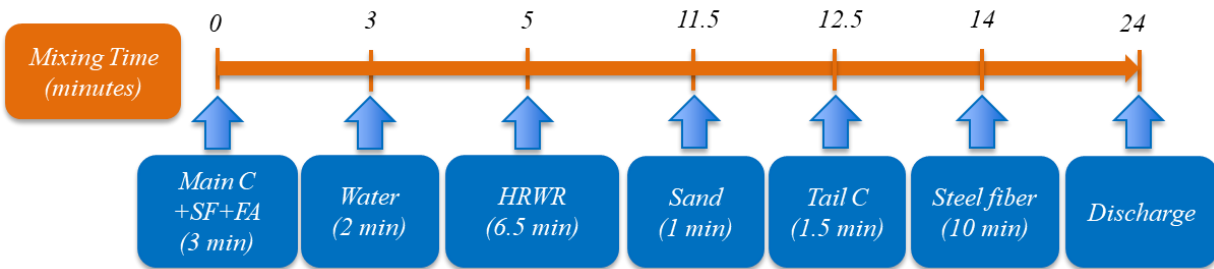 0 3 5 11.5 12.5 14 24
Mixing Time
(minutes)
Main C
+SF+FA
(3 min)
Water
(2 min)
HRWR
(6.5 min)
Sand
(1 min)
Tail C
(1.5 min)
Steel fiber
(10 min)
Discharge